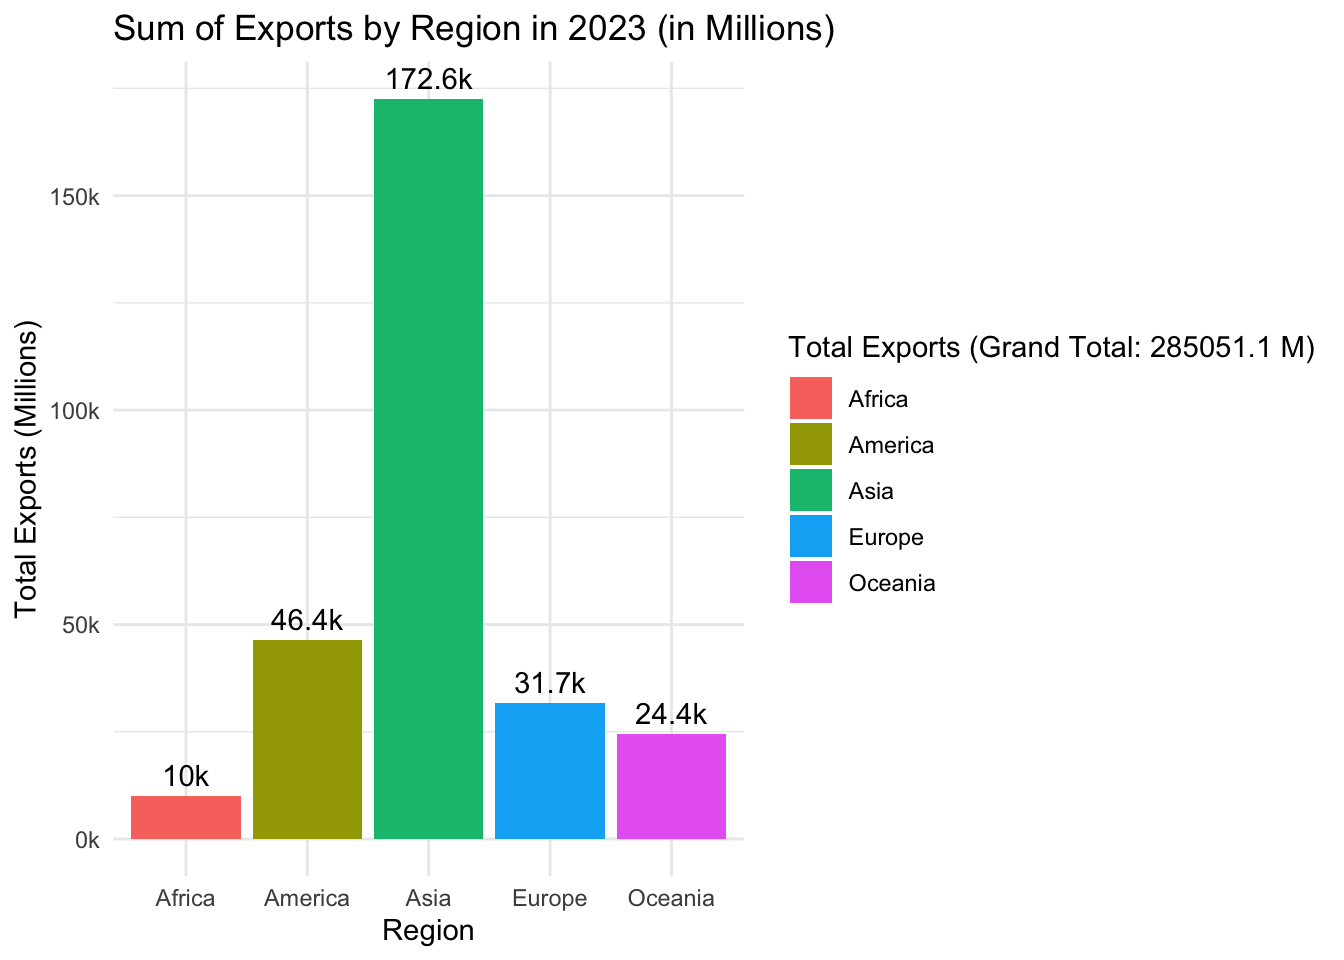 Sum of Exports by Region in 2023 (in Millions)
172.6k
46.4k
31.7k
24.4k
10k
150k
100k
50k
0k
Total Exports (Millions)
Africa
America
Asia
Europe
Oceania
Region
Total Exports (Grand Total: 285051.1 M)
Africa
America
Asia
Europe
Oceania